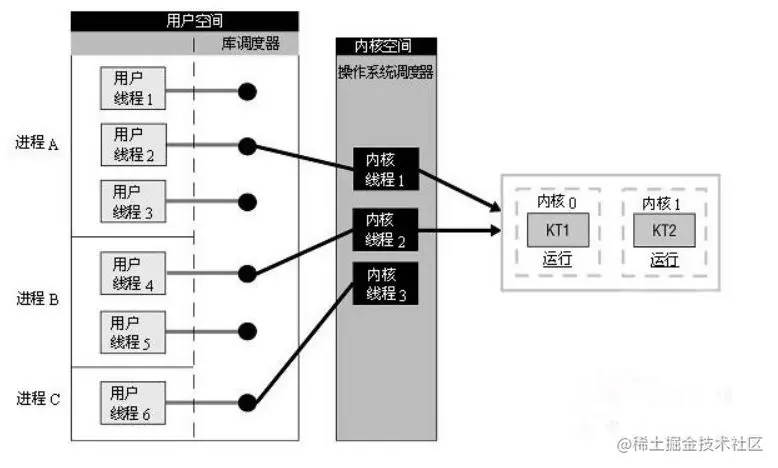 用户空间
库调度器
内核空间
操作系统调度器
进程A
用户
线程1
用户
线程2
用户
线程3
进程B
用户
线程4
用户
线程5
进程C
用户
线程6
内核
线程1
内核
线程2
内核
线程3
内核0
KT1
运行
内核1
KT2
运行
@稀土掘金技术社区